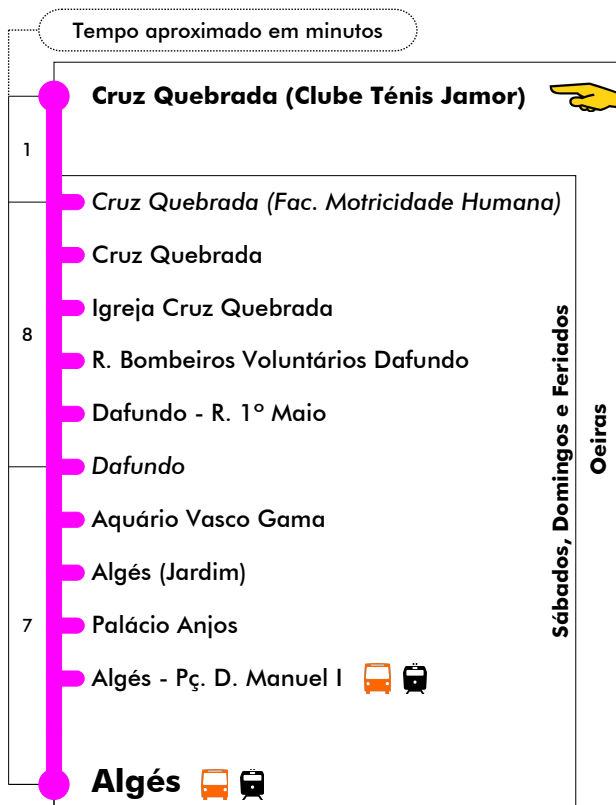 Tempo aproximado em minutos
Cruz Quebrada (Clube Ténis Jamor)
1
Cruz Quebrada (Fac. Motricidade Humana)
Cruz Quebrada
Igreja Cruz Quebrada
8
R. Bombeiros Voluntários Dafundo
Dafundo - R. 1º Maio
Dafundo
Aquário Vasco Gama
Algés (Jardim)
7
Palácio Anjos
Algés - Pç. D. Manuel I
Algés
Sábados, Domingos e Feriados
Oeiras